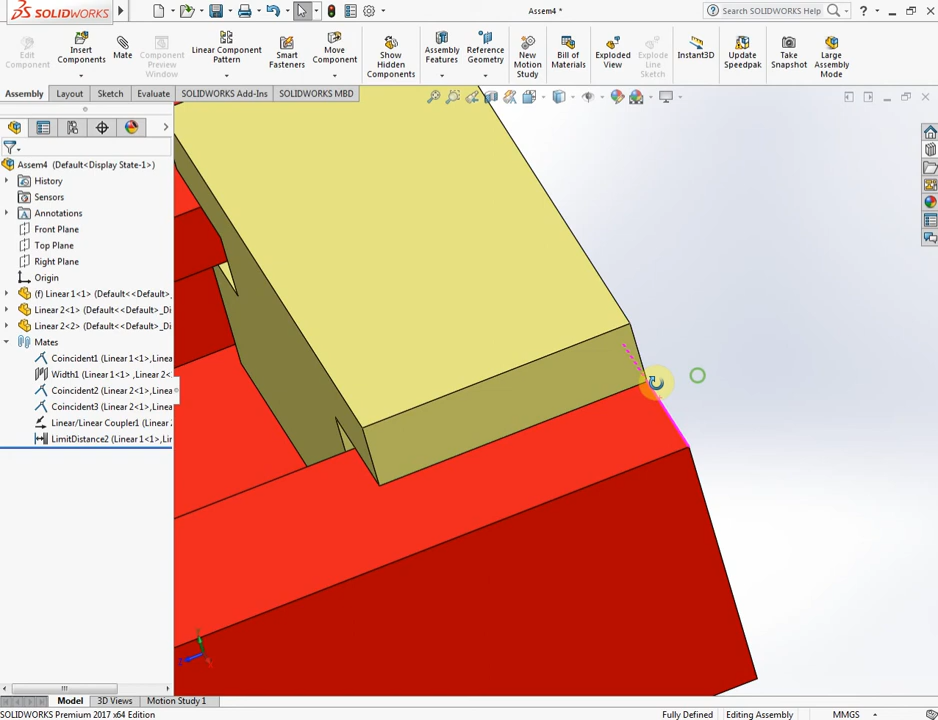 SOLIDWORKS
Assem4 *
Search SOLIDWORKS Help
Edit Component
Insert Components
Mate
Component Preview Window
Linear Component Pattern
Smart Fasteners
Move Component
Show Hidden Components
Assembly Features
Reference Geometry
New Motion Study
Bill of Materials
Exploded View
Explode Line Sketch
Instant3D
Update Speedpak
Take Snapshot
Large Assembly Mode
Assembly Layout Sketch Evaluate SOLIDWORKS Add-Ins SOLIDWORKS MBD
Assem4 (Default<Display State-1>)
History
Sensors
Annotations
Front Plane
Top Plane
Right Plane
Origin
(f) Linear 1<1> (Default<<Default>_
Linear 2<1> (Default<<Default>_Di
Linear 2<2> (Default<<Default>_Di
Mates
Coincident1 (Linear 1<1>,Linea
Width1 (Linear 1<1> ,Linear 2<
Coincident2 (Linear 2<1>,Linea
Coincident3 (Linear 2<1>,Linea
Linear/Linear Coupler1 (Linear
LimitDistance2 (Linear 1<1>,Lir
Model 3D Views Motion Study 1
SOLIDWORKS Premium 2017 x64 Edition
Fully Defined Editing Assembly MMGS